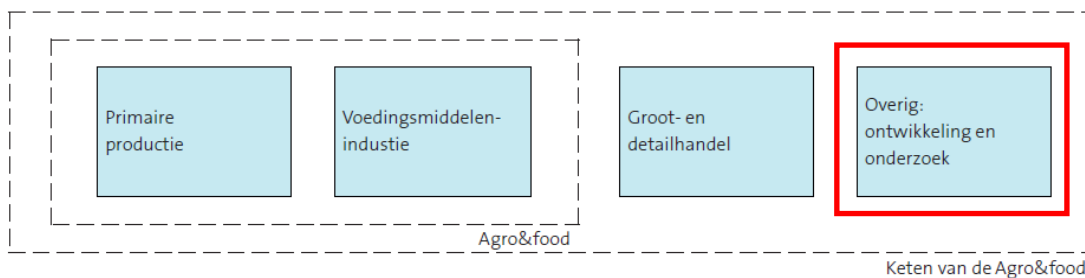 Primaire
productie
Voedingsmiddelen-
industie
Groot- en
detailhandel
Overig:
ontwikkeling en
onderzoek
Agro&food
Keten van de Agro&food